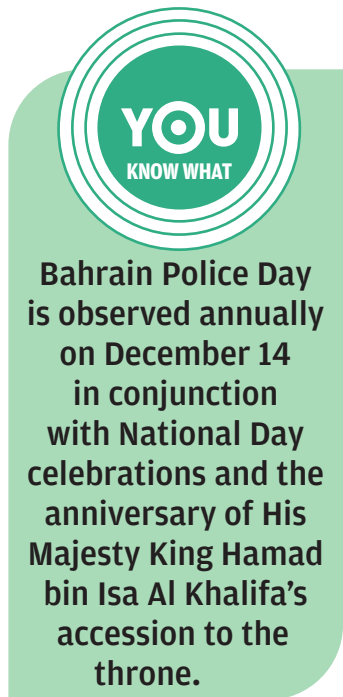 YOU
KNOW WHAT
Bahrain Police Day
is observed annually
on December 14
in conjunction
with National Day
celebrations and the
anniversary of His
Majesty King Hamad
bin Isa Al Khalifa’s
accession to the
throne.